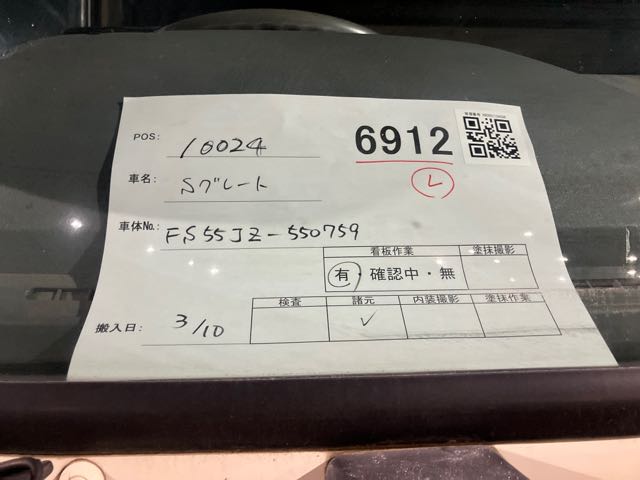 POS: 10024
6912
レ
車名: Sグレート
車体No.: FS55JZ-550759
看板作業 塗抹撮影
有・確認中・無
検査 諸元 内装撮影 塗抹作業
✓
搬入日: 3/10